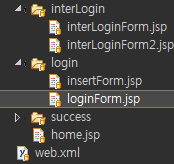 interLogin
interLoginForm.jsp
interLoginForm2.jsp
login
insertForm.jsp
loginForm.jsp
success
home.jsp
web.xml